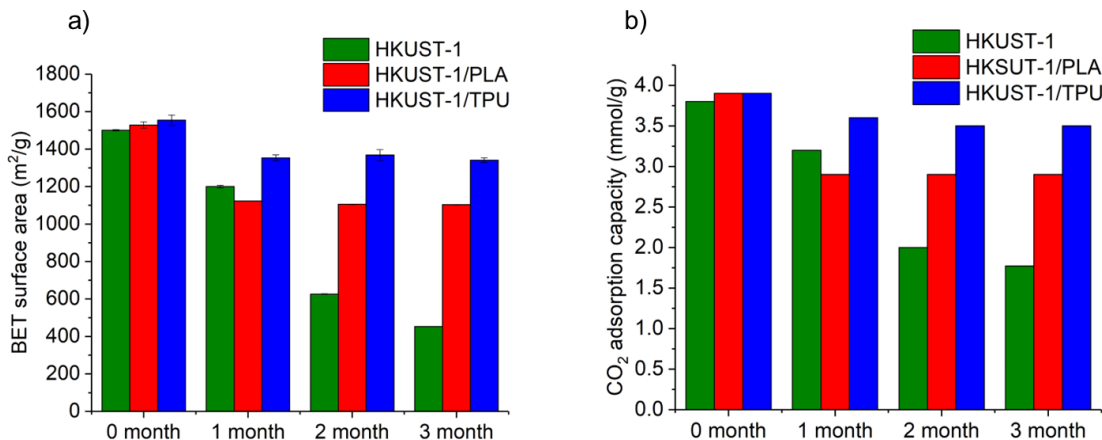 a)
HKUST-1
HKUST-1/PLA
HKUST-1/TPU
BET surface area (m²/g)
1800
1600
1400
1200
1000
800
600
400
200
0
0 month 1 month 2 month 3 month
b)
HKUST-1
HKSUT-1/PLA
HKUST-1/TPU
CO₂ adsorption capacity (mmol/g)
4.0
3.5
3.0
2.5
2.0
1.5
1.0
0.5
0.0
0 month 1 month 2 month 3 month